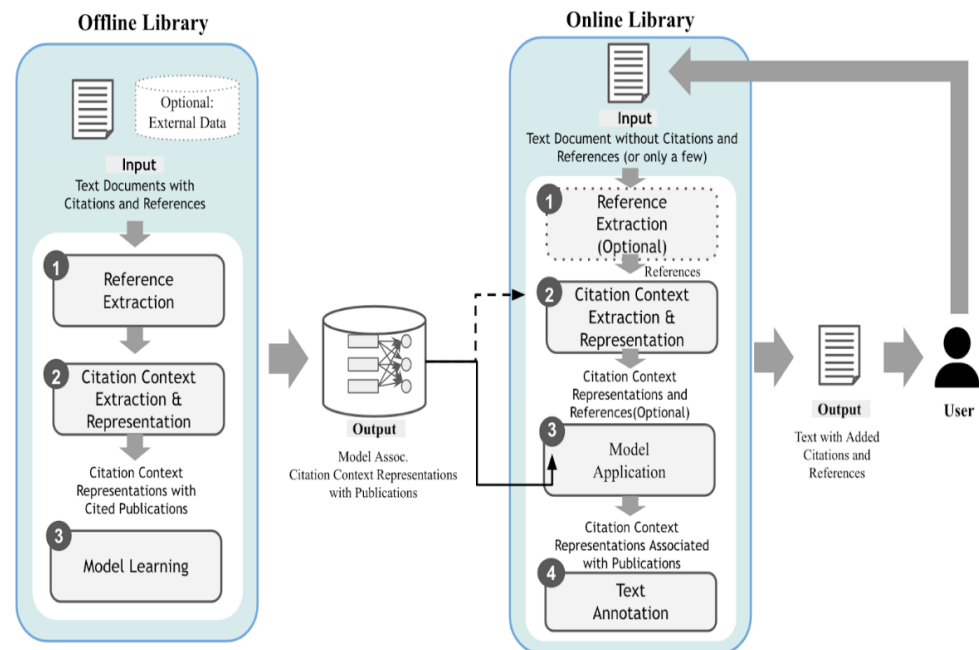 Offline Library
Optional:
External Data
Input
Text Documents with
Citations and References
1
Reference
Extraction
2
Citation Context
Extraction &
Representation
Citation Context
Representations with
Cited Publications
3
Model Learning
Output
Model Assoc.
Citation Context Representations
with Publications
Online Library
Input
Text Document without Citations and
References (or only a few)
1
Reference
Extraction
(Optional)
References
2
Citation Context
Extraction &
Representation
Citation Context
Representations and
References(Optional)
3
Model
Application
Citation Context
Representations Associated
with Publications
4
Text
Annotation
Output
Text with Added
Citations and
References
User